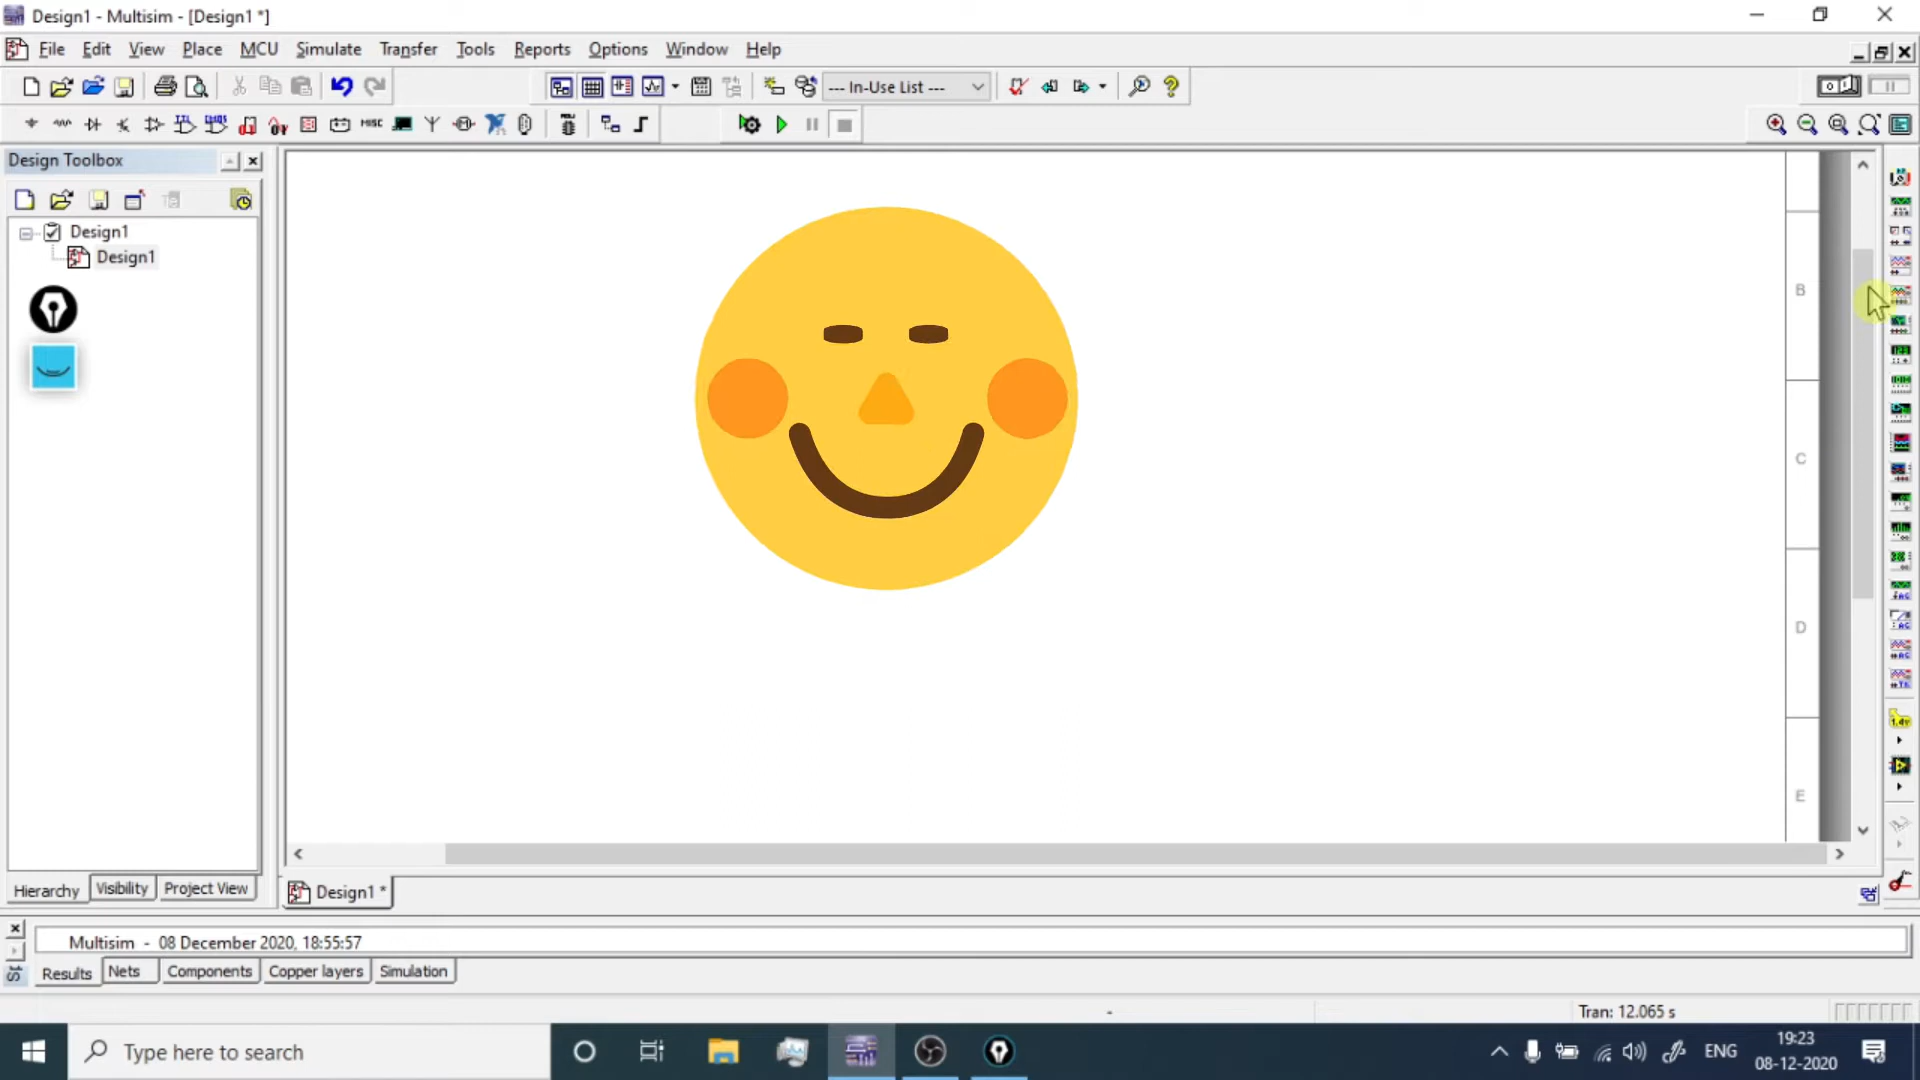 Design1 - Multisim - [Design1 *]
File Edit View Place MCU Simulate Transfer Tools Reports Options Window Help
--- In-Use List ---
MISC
Design Toolbox
Design1
Design1
B
C
D
E
Hierarchy Visibility Project View
Design1 *
Multisim - 08 December 2020, 18:55:57
Results Nets Components Copper layers Simulation
- Tran: 12.065 s
Type here to search
ENG
19:23
08-12-2020